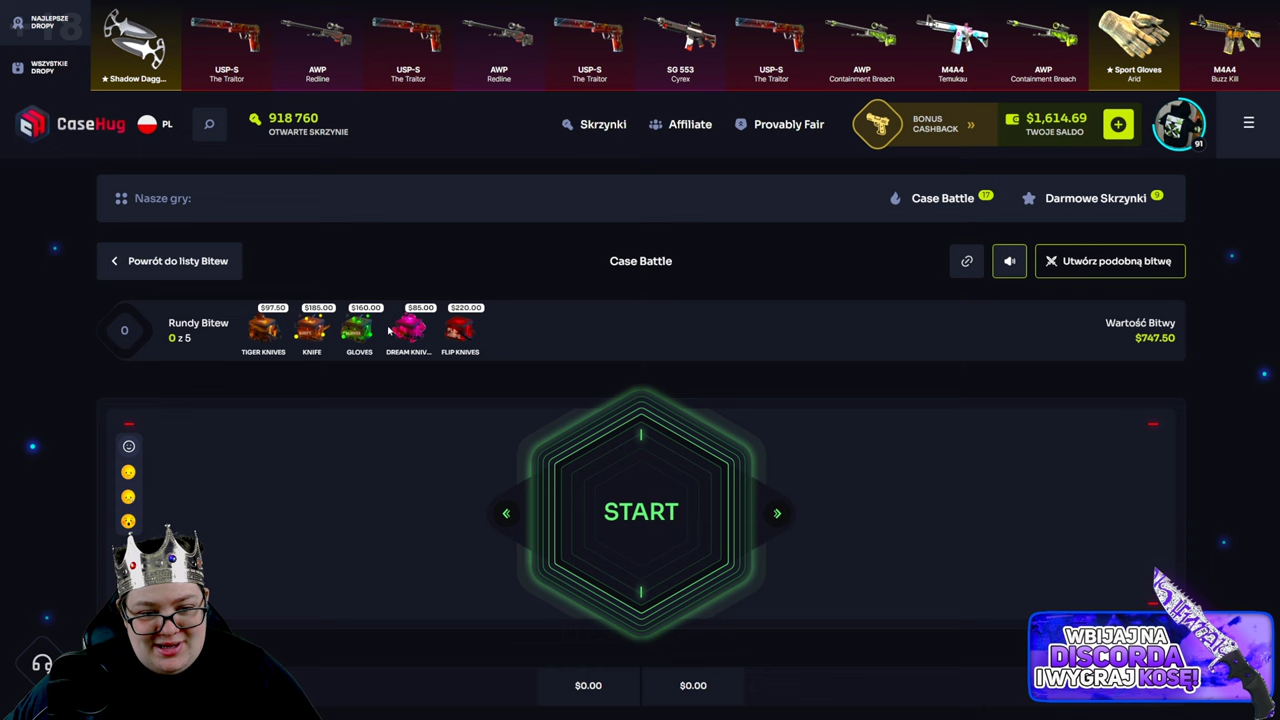 NAJLEPSZE
DROPY
18
WSZYSTKIE
DROPY
★ Shadow Dagg...
USP-S
The Traitor
AWP
Redline
USP-S
The Traitor
AWP
Redline
USP-S
The Traitor
SG 553
Cyrex
USP-S
The Traitor
AWP
Containment Breach
M4A4
Temukau
AWP
Containment Breach
★ Sport Gloves
Arid
M4A4
Buzz Kill
CaseHug
PL
918 760
OTWARTE SKRZYNIE
Skrzynki
Affiliate
Provably Fair
BONUS
CASHBACK
$1,614.69
TWOJE SALDO
91
Nasze gry:
Case Battle 17
Darmowe Skrzynki 9
Powrót do listy Bitew
Case Battle
Utwórz podobną bitwę
0
Rundy Bitew
0 z 5
$97.50
TIGER KNIVES
$185.00
KNIFE
$160.00
GLOVES
$85.00
DREAM KNIV...
$220.00
FLIP KNIVES
Wartość Bitwy
$747.50
START
$0.00
$0.00
WBIJAJ NA
DISCORDA
I WYGRAJ KOSĘ!